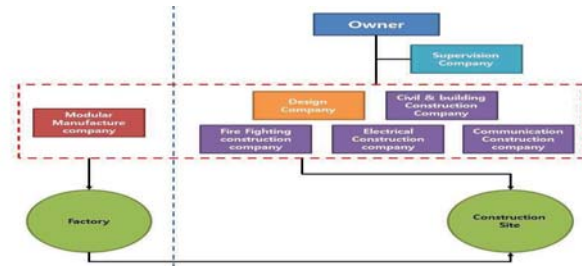 Owner
Supervision
Company
Design
Company
Civil & building
Construction
Company
Modular
Manufacture
company
Fire Fighting
construction
company
Electrical
Construction
company
Communication
Construction
company
Factory
Construction
Site